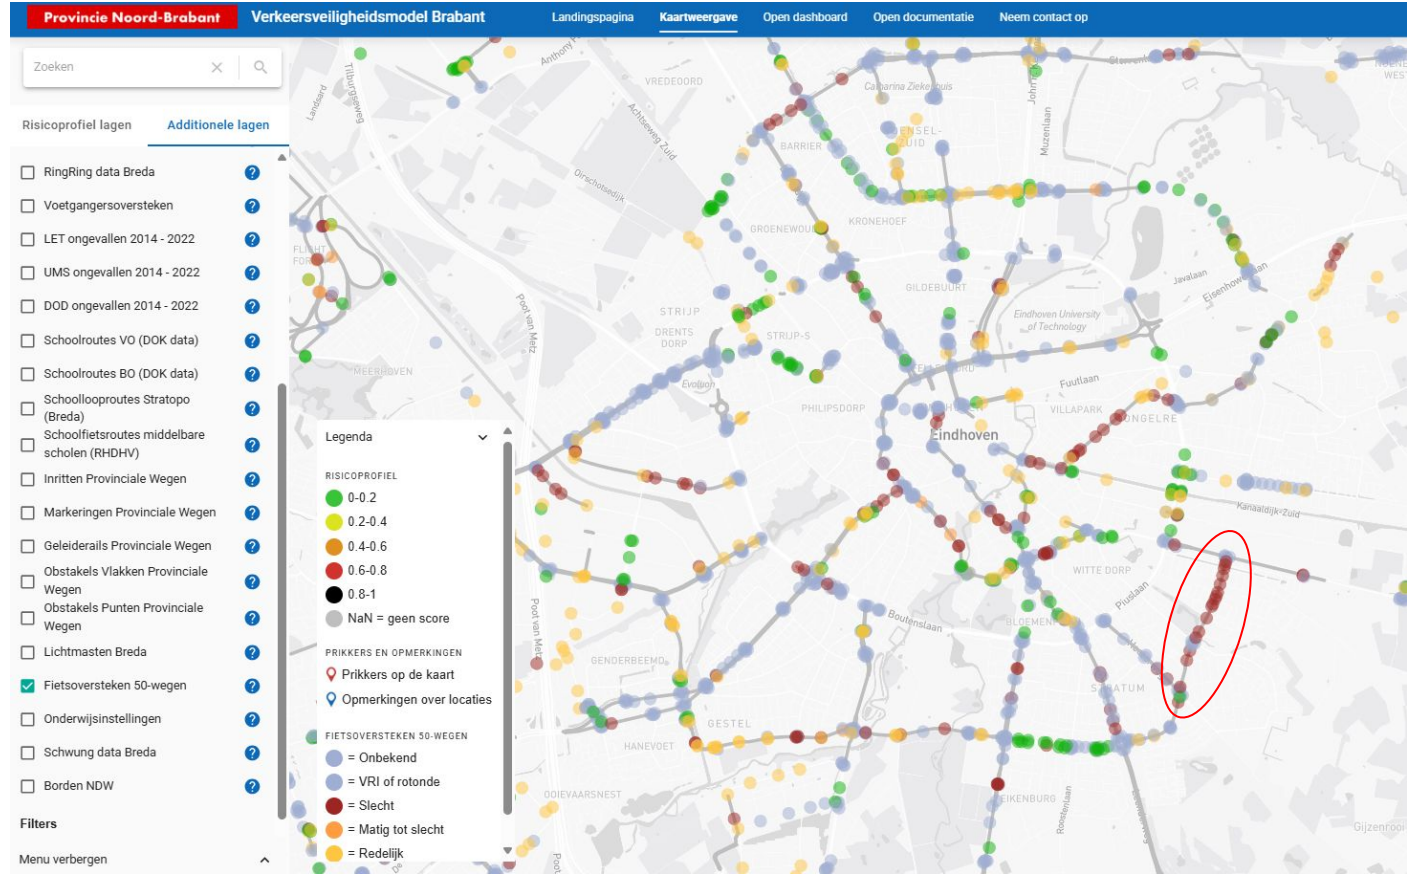 Provincie Noord-Brabant
Verkeersveiligheidsmodel Brabant
Landingspagina
Kaartweergave
Open dashboard
Open documentatie
Neem contact op
Zoeken
Risicoprofiel lagen
Additionele lagen
RingRing data Breda
Voetgangersoversteken
LET ongevallen 2014 - 2022
UMS ongevallen 2014 - 2022
DOD ongevallen 2014 - 2022
Schoolroutes VO (DOK data)
Schoolroutes BO (DOK data)
Schoollooproutes Stratopo
(Breda)
Schoolfietsroutes middelbare
scholen (RHDHV)
Inritten Provinciale Wegen
Markeringen Provinciale Wegen
Geleiderails Provinciale Wegen
Obstakels Vlakken Provinciale
Wegen
Obstakels Punten Provinciale
Wegen
Lichtmasten Breda
Fietsoversteken 50-wegen
Onderwijsinstellingen
Schwung data Breda
Borden NDW
Filters
Menu verbergen
Legenda
RISICOPROFIEL
0-0.2
0.2-0.4
0.4-0.6
0.6-0.8
0.8-1
NaN = geen score
PRIKKERS EN OPMERKINGEN
Prikkers op de kaart
Opmerkingen over locaties
FIETSOVERSTEKEN 50-WEGEN
= Onbekend
= VRI of rotonde
= Slecht
= Matig tot slecht
= Redelijk
Tilburgseweg
Landsard
Anthony
VREDEOORD
Achtseweg Zuid
Catharina Ziekenhuis
Muzenlaan
BARRIER
Oirschotsedijk
KRONEHOEF
GILDEBUURT
Javalaan
STRIJP
DRENTS
DORP
STRIJP-S
Eindhoven University
of Technology
Poot van Metz
MEERHOVEN
Evoluon
PHILIPSDORP
Fuutlaan
VILLAPARK
Eindhoven
Kanaaldijk-Zuid
WITTE DORP
Piuslaan
Boutenslaan
Poot van Metz
GENDERBEEMD
GESTEL
HANEVOET
OOIEVAARSNEST
Roostenlaan
Gijzenrooi